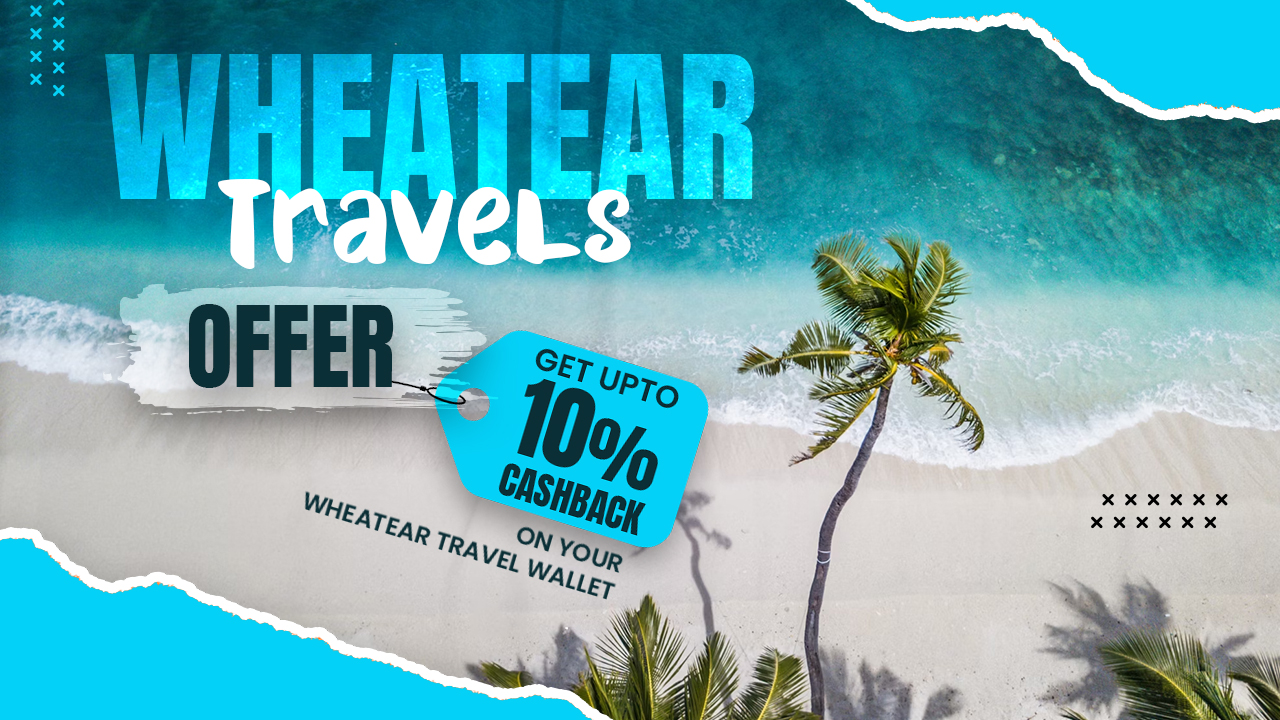 WHEATEAR
Travels
OFFER
GET UPTO
10%
CASHBACK
ON YOUR
WHEATEAR TRAVEL WALLET